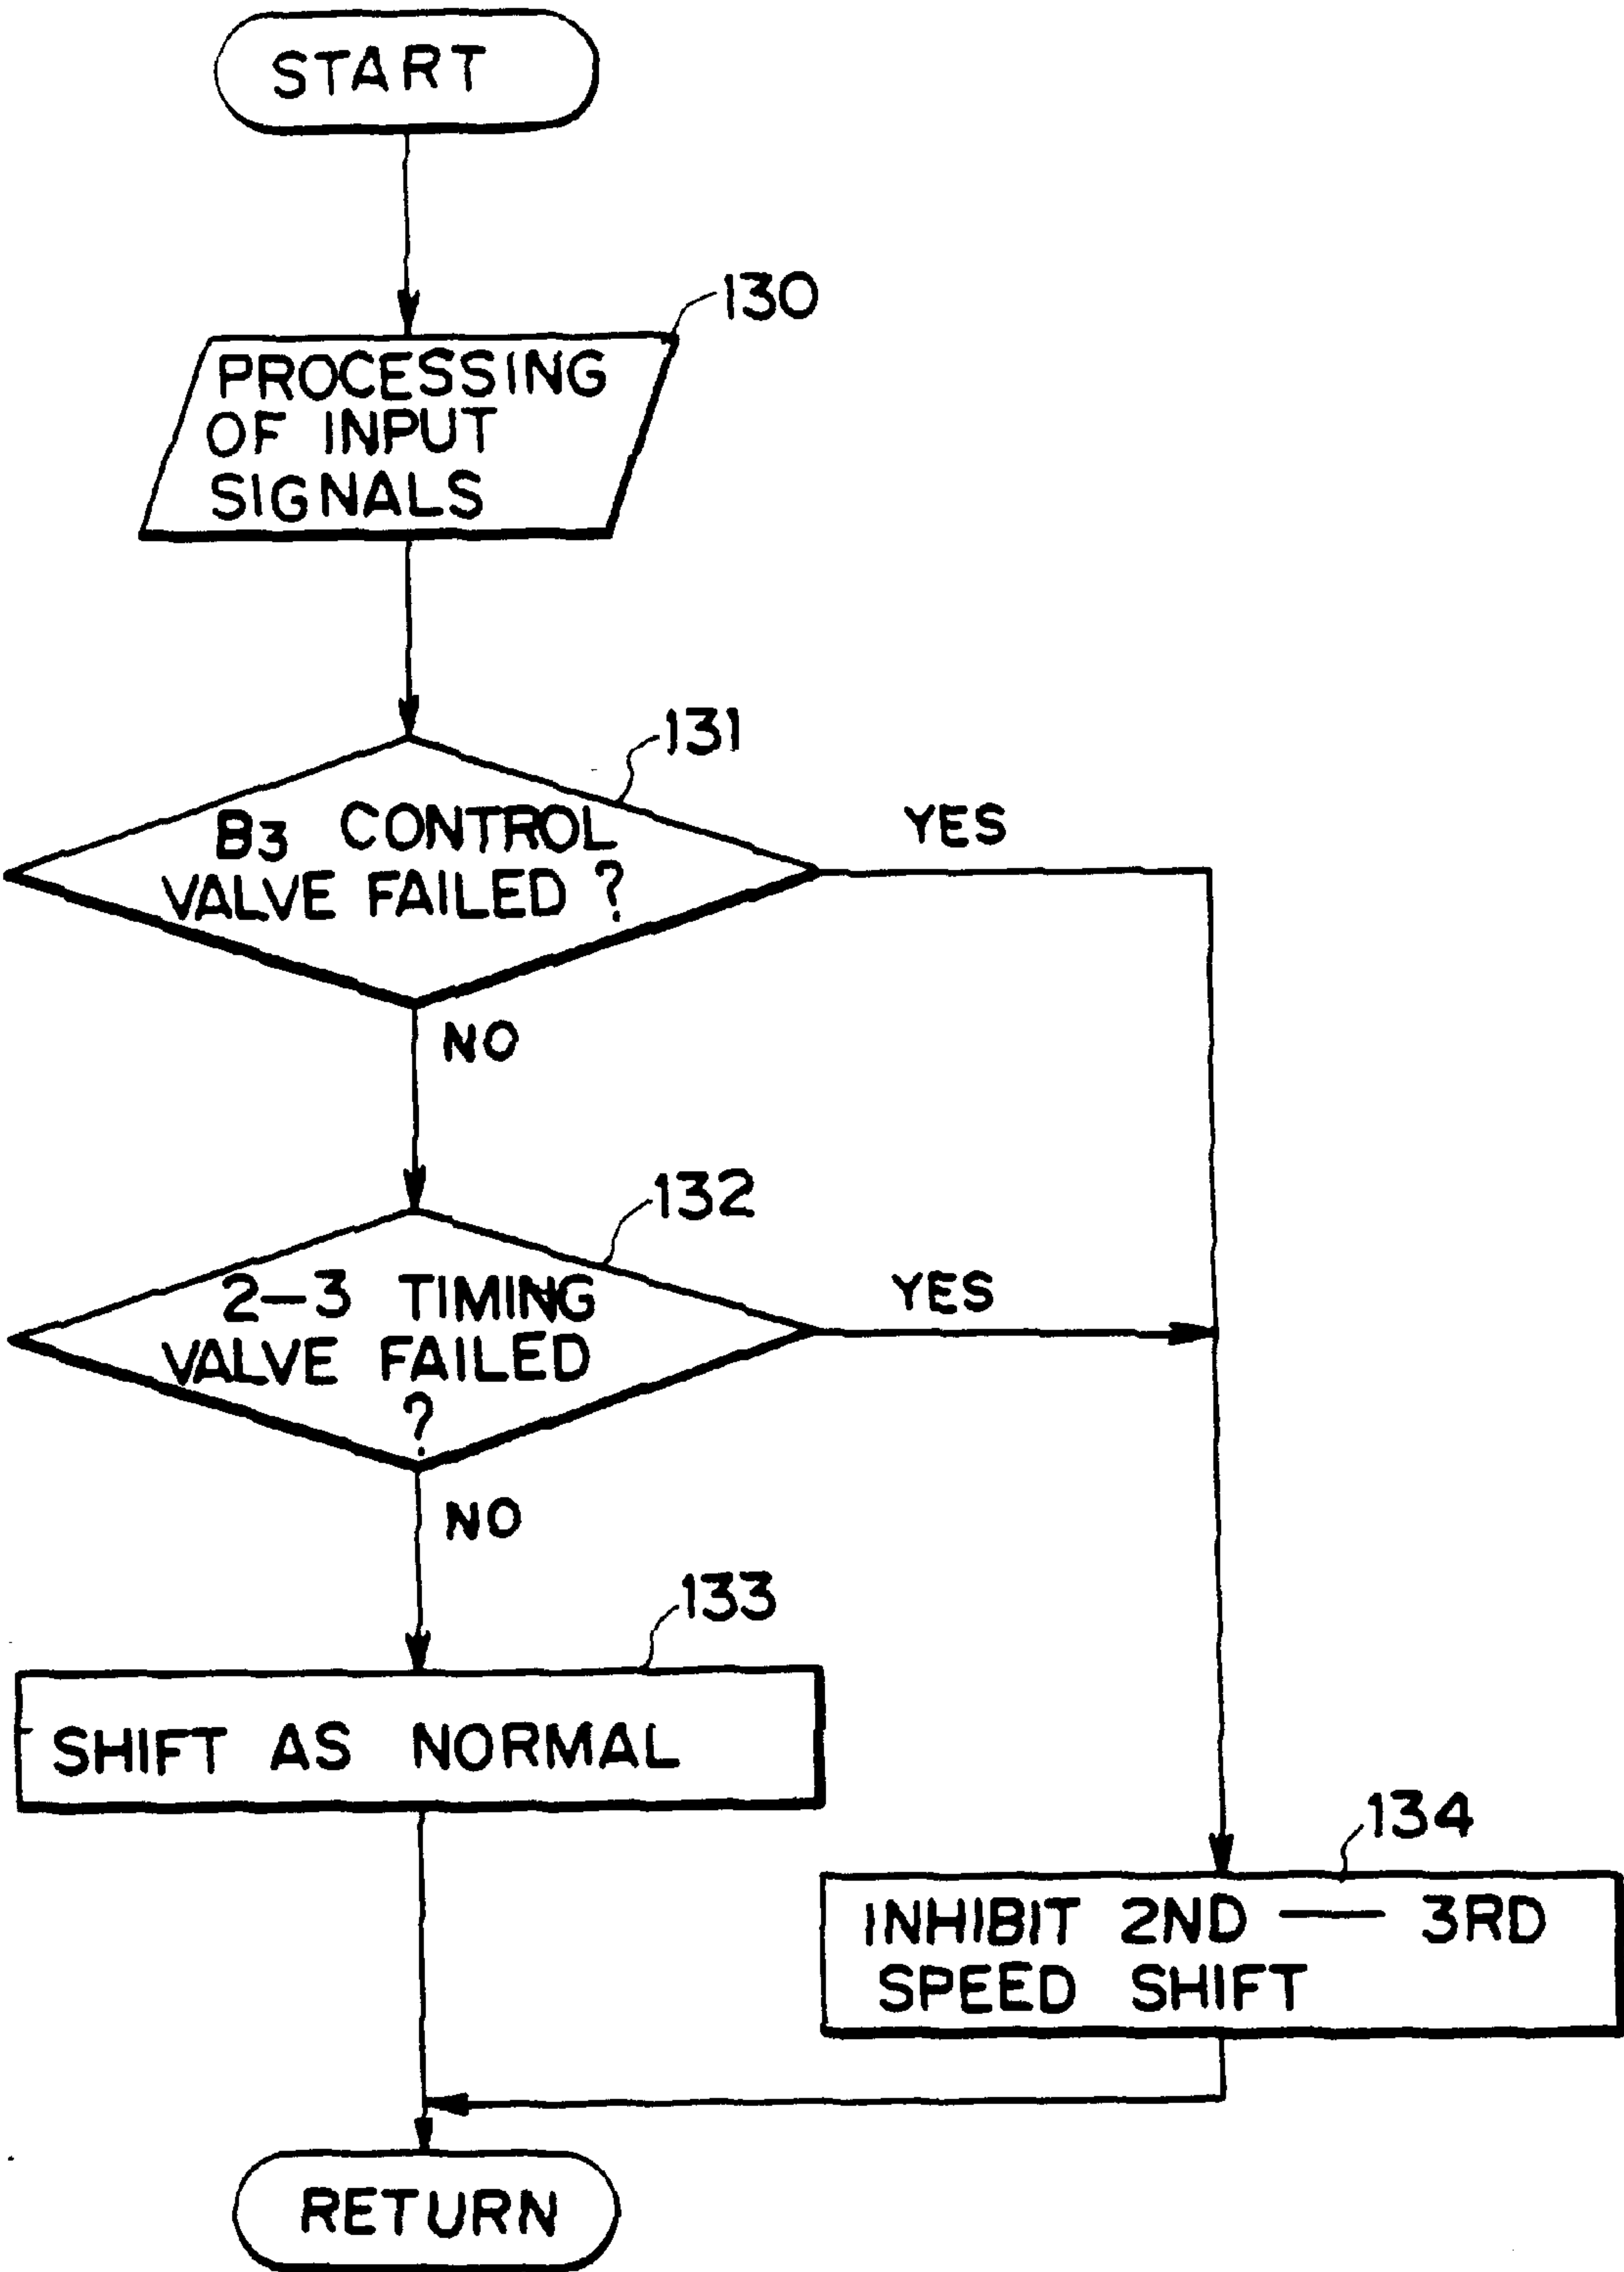 START
130
PROCESSING
OF INPUT
SIGNALS
131
B3 CONTROL
VALVE FAILED ?
YES
NO
132
2–3 TIMING
VALVE FAILED
?
YES
NO
133
SHIFT AS NORMAL
134
INHIBIT 2ND — 3RD
SPEED SHIFT
RETURN